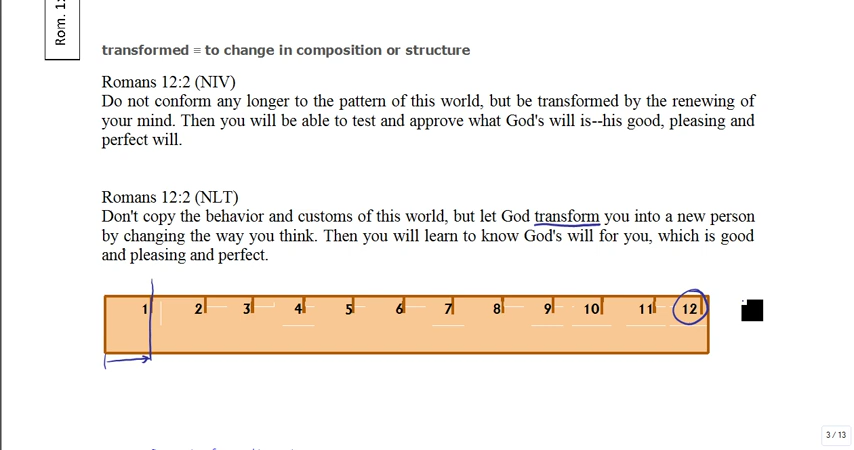 Rom. 1:
transformed ≡ to change in composition or structure
Romans 12:2 (NIV)
Do not conform any longer to the pattern of this world, but be transformed by the renewing of
your mind. Then you will be able to test and approve what God's will is--his good, pleasing and
perfect will.
Romans 12:2 (NLT)
Don't copy the behavior and customs of this world, but let God transform you into a new person
by changing the way you think. Then you will learn to know God's will for you, which is good
and pleasing and perfect.
1 2 3 4 5 6 7 8 9 10 11 12
3 / 13